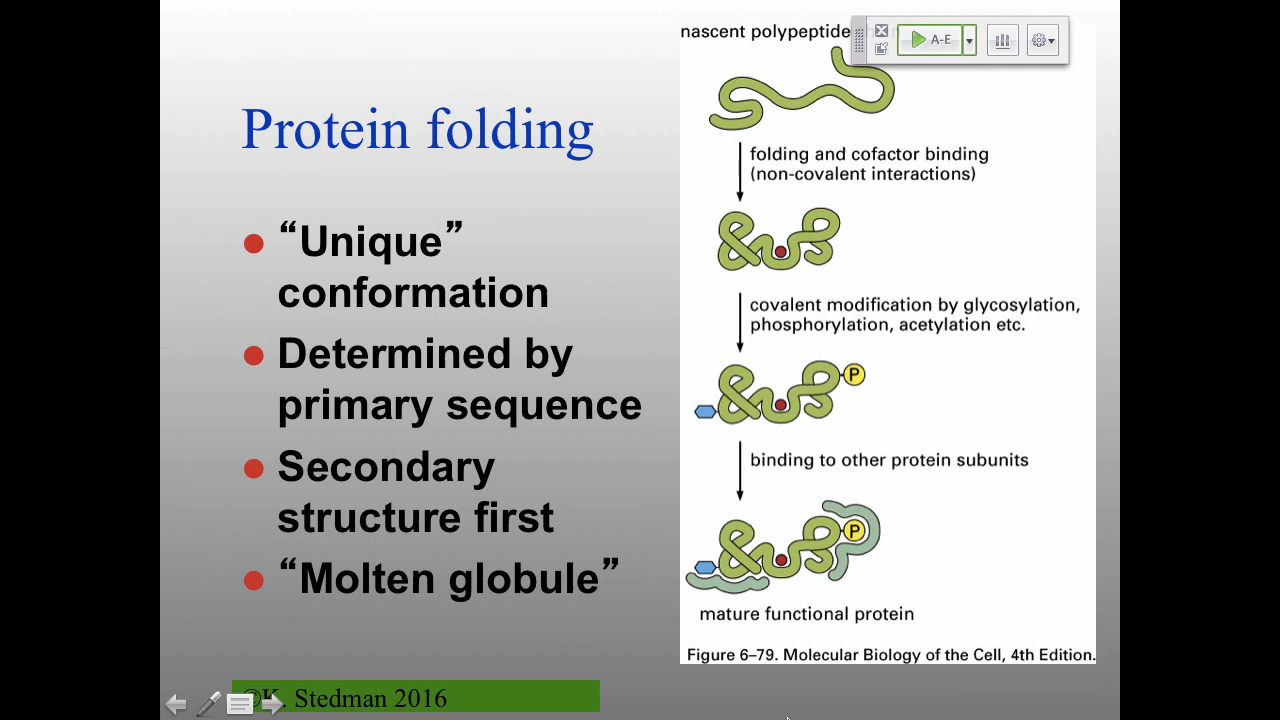 Protein folding
“Unique”
conformation
Determined by
primary sequence
Secondary
structure first
“Molten globule”
nascent polypeptide
A-E
folding and cofactor binding
(non-covalent interactions)
covalent modification by glycosylation,
phosphorylation, acetylation etc.
P
binding to other protein subunits
P
mature functional protein
Figure 6–79. Molecular Biology of the Cell, 4th Edition.
©K. Stedman 2016